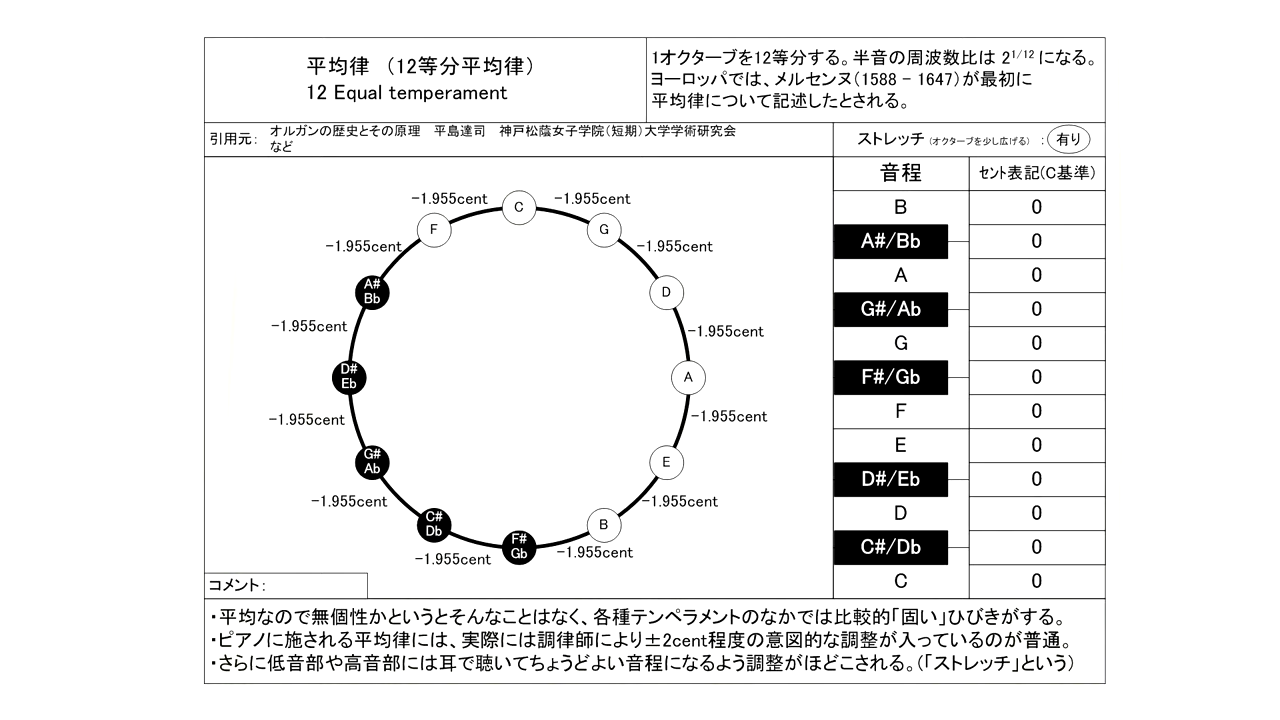 平均律 （12等分平均律）
12 Equal temperament
1オクターブを12等分する。半音の周波数比は 2^1/12 になる。
ヨーロッパでは、メルセンヌ（1588 − 1647）が最初に
平均律について記述したとされる。
引用元：
オルガンの歴史とその原理　平島達司　神戸松蔭女子学院（短期）大学学術研究会
など
ストレッチ （オクターブを少し広げる） ： 有り
音程 セント表記(C基準)
B 0
A#/Bb 0
A 0
G#/Ab 0
G 0
F#/Gb 0
F 0
E 0
D#/Eb 0
D 0
C#/Db 0
C 0
−1.955cent
C
−1.955cent
F
G
−1.955cent
−1.955cent
A#
Bb
D
−1.955cent
−1.955cent
D#
Eb
A
−1.955cent
−1.955cent
G#
Ab
E
−1.955cent
−1.955cent
C#
Db
B
F#
Gb
−1.955cent
−1.955cent
コメント：
・平均なので無個性かというとそんなことはなく、各種テンペラメントのなかでは比較的「固い」ひびきがする。
・ピアノに施される平均律には、実際には調律師により±2cent程度の意図的な調整が入っているのが普通。
・さらに低音部や高音部には耳で聴いてちょうどよい音程になるよう調整がほどこされる。（「ストレッチ」という）